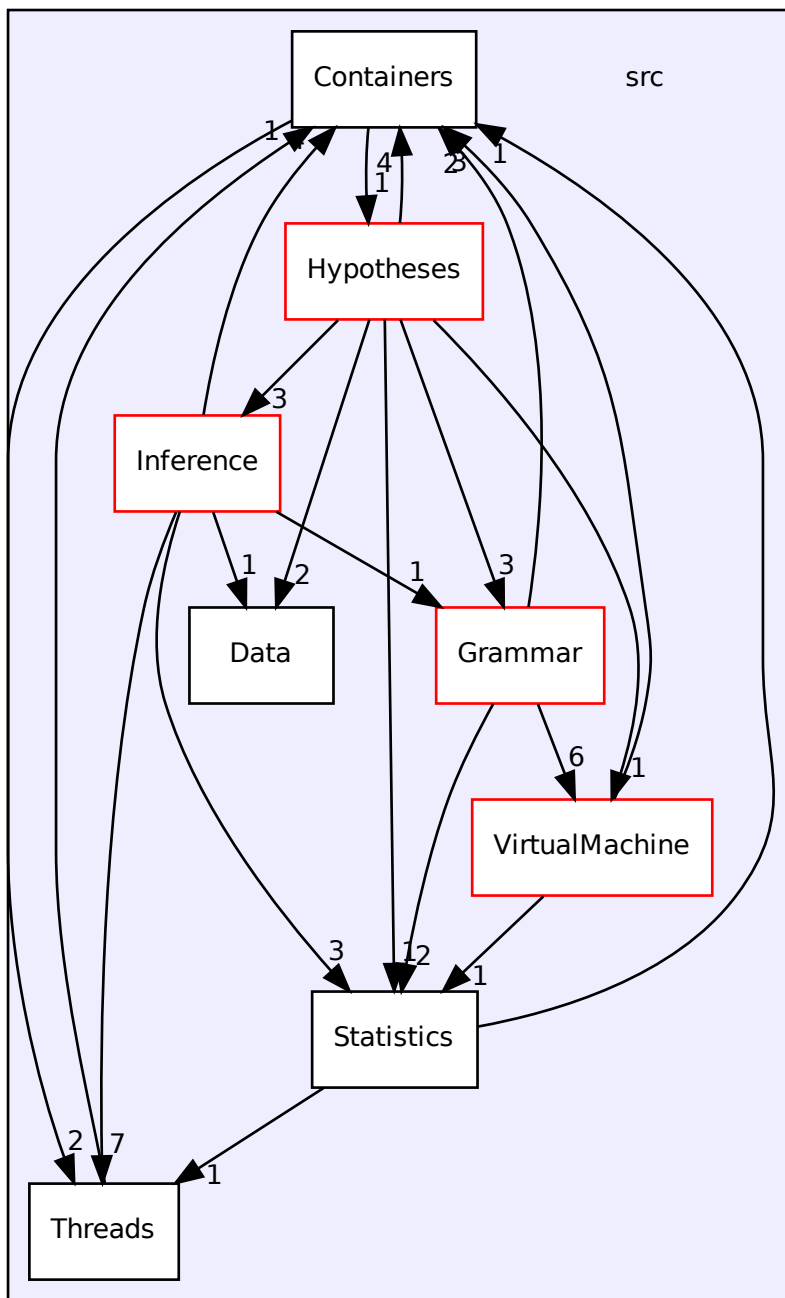 Containers
src
1
4
1
2
3
1
Hypotheses
3
Inference
1
2
1
3
Data
Grammar
6
1
VirtualMachine
3
1
2
1
Statistics
2
7
1
Threads